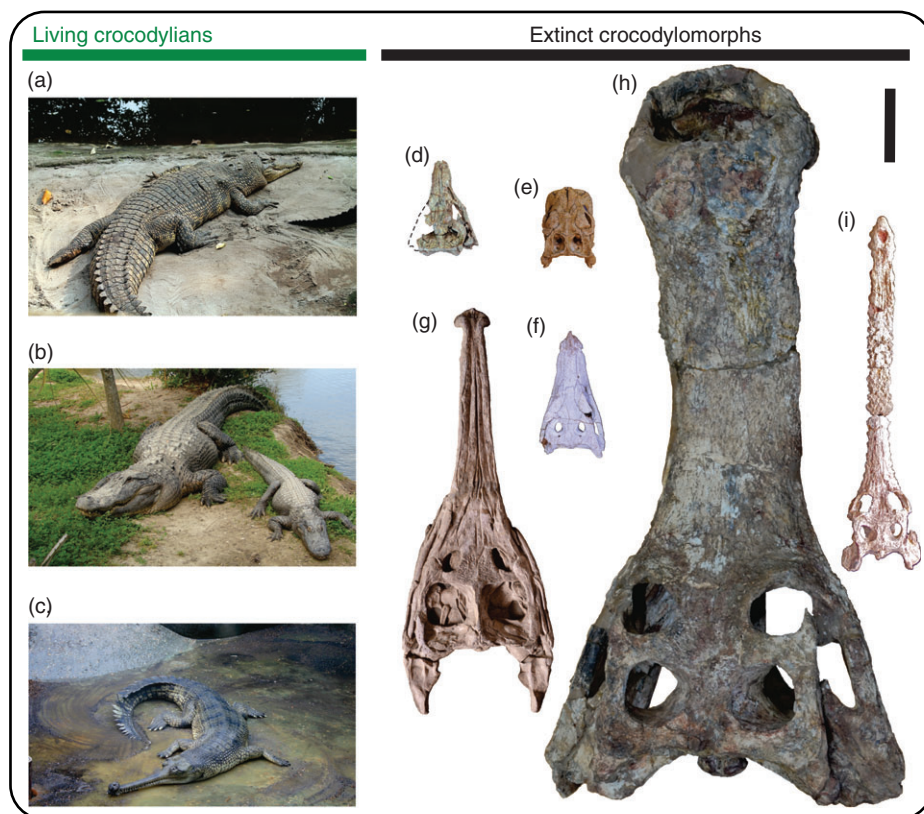 Living crocodylians
Extinct crocodylomorphs
(a)
(h)
(d)
(e)
(i)
(g)
(f)
(b)
(c)